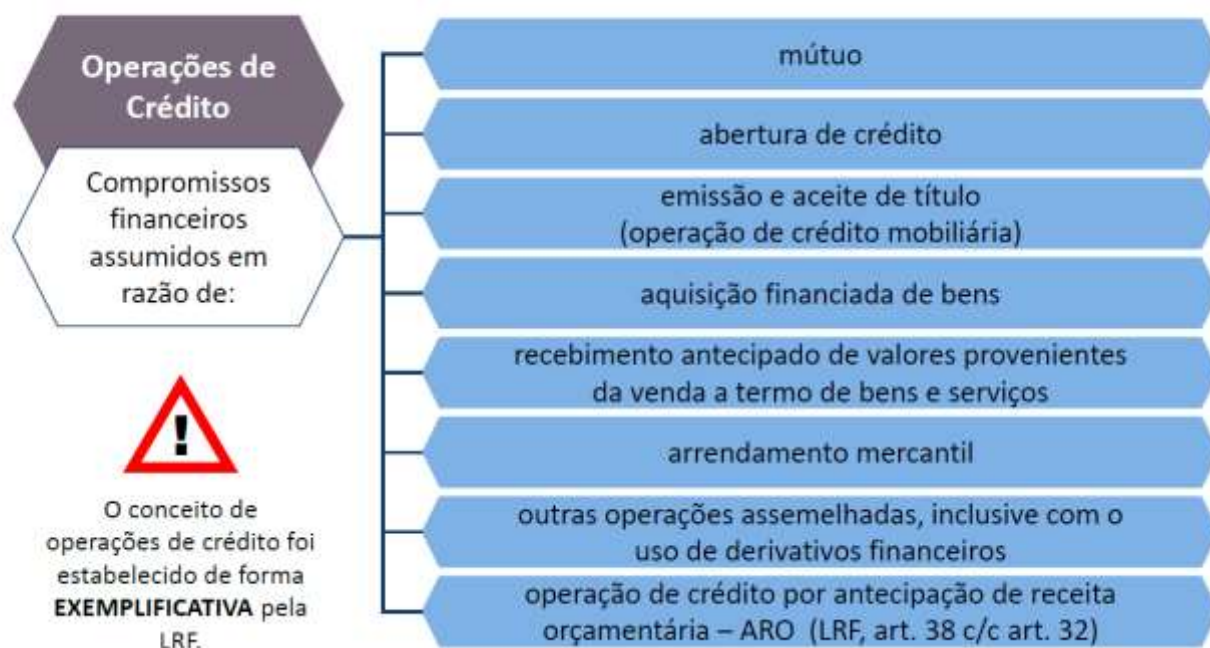 Operações de
Crédito
Compromissos
financeiros
assumidos em
razão de:
!
O conceito de
operações de crédito foi
estabelecido de forma
EXEMPLIFICATIVA pela
LRF.
mútuo
abertura de crédito
emissão e aceite de título
(operação de crédito mobiliária)
aquisição financiada de bens
recebimento antecipado de valores provenientes
da venda a termo de bens e serviços
arrendamento mercantil
outras operações assemelhadas, inclusive com o
uso de derivativos financeiros
operação de crédito por antecipação de receita
orçamentária – ARO (LRF, art. 38 c/c art. 32)